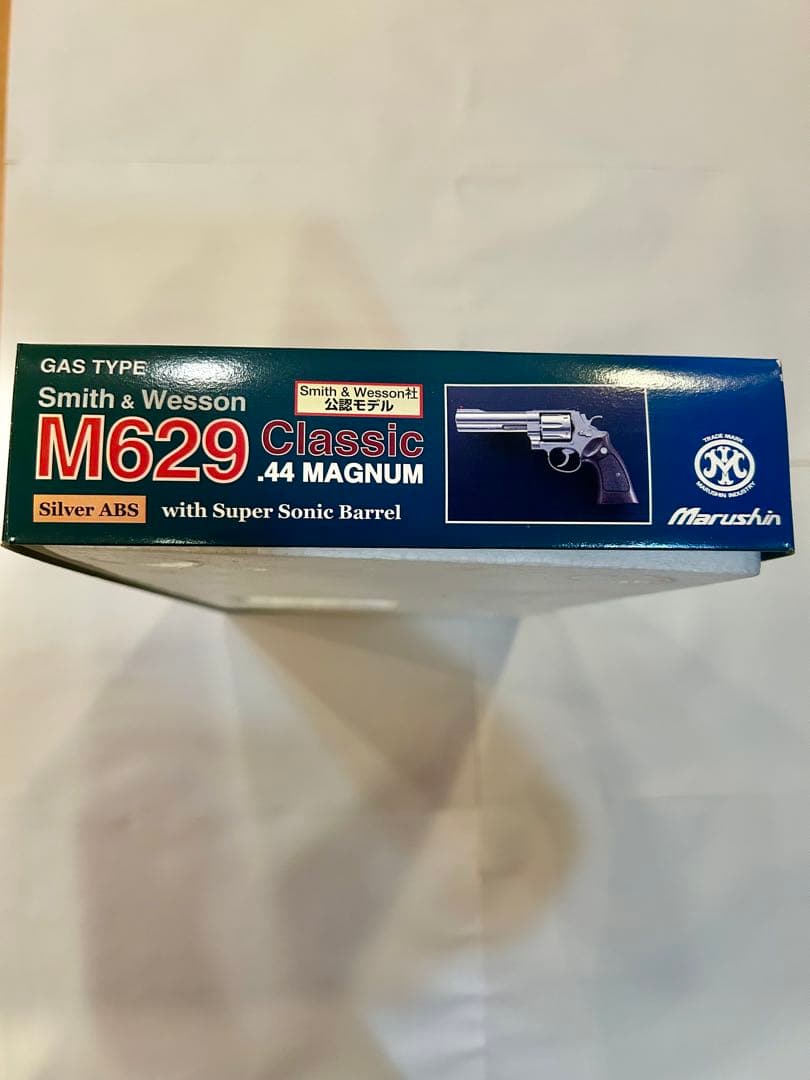 GAS TYPE
Smith & Wesson
M629 Classic
.44 MAGNUM
Smith & Wesson社
公認モデル
Silver ABS
with Super Sonic Barrel
TRADE MARK
MARUSHIN INDUSTRY
Marushin